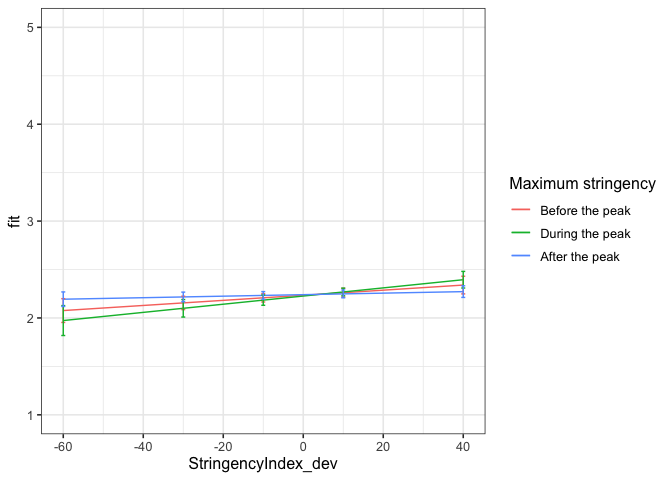 5
4
3
2
1
fit
-60
-40
-20
0
20
40
StringencyIndex_dev
Maximum stringency
Before the peak
During the peak
After the peak